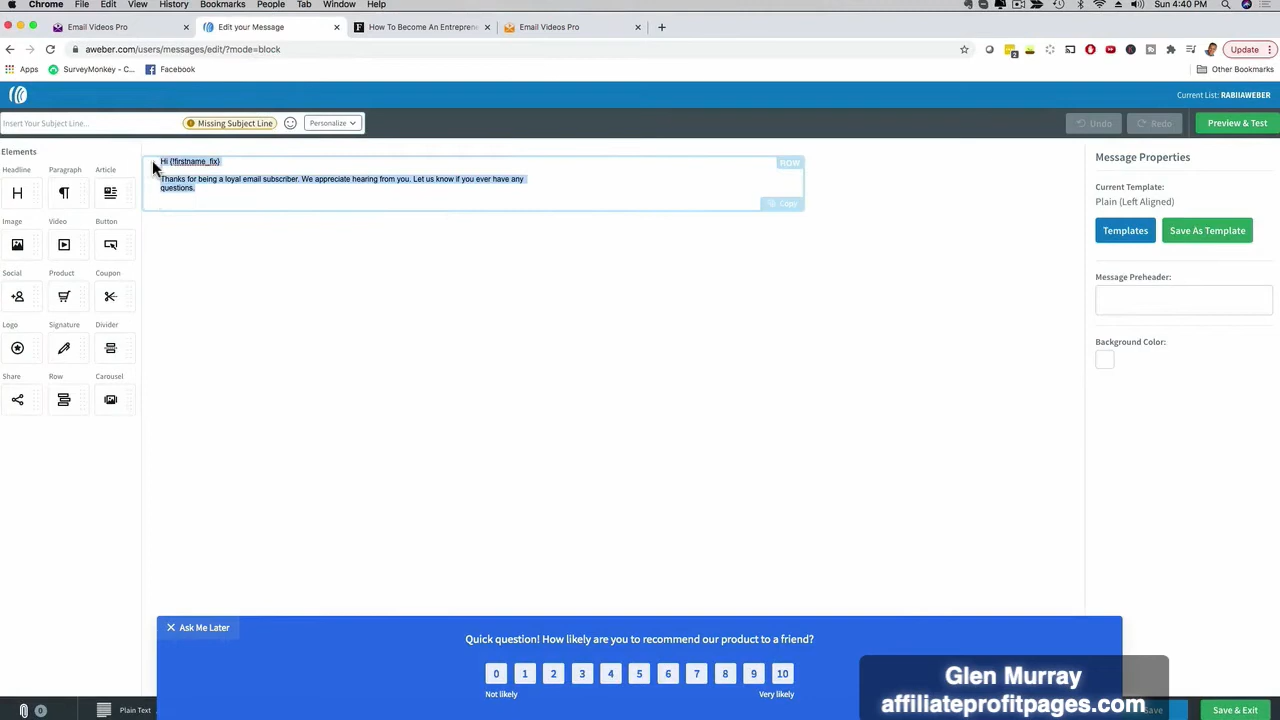 Chrome File Edit View History Bookmarks People Tab Window Help Sun 4:40 PM
Email Videos Pro
Edit your Message
How To Become An Entreprene
Email Videos Pro
aweber.com/users/messages/edit/?mode=block
Update
Apps SurveyMonkey - C... Facebook Other Bookmarks
Current List: RABIIAWEBER
Insert Your Subject Line... Missing Subject Line Personalize Undo Redo Preview & Test
Elements
Headline Paragraph Article
Image Video Button
Social Product Coupon
Logo Signature Divider
Share Row Carousel
Hi {!firstname_fix}
Thanks for being a loyal email subscriber. We appreciate hearing from you. Let us know if you ever have any
questions.
ROW
Copy
Message Properties
Current Template:
Plain (Left Aligned)
Templates Save As Template
Message Preheader:
Background Color:
Ask Me Later
Quick question! How likely are you to recommend our product to a friend?
0 1 2 3 4 5 6 7 8 9 10
Not likely Very likely
Glen Murray
affiliateprofitpages.com
Plain Text Save Save & Exit